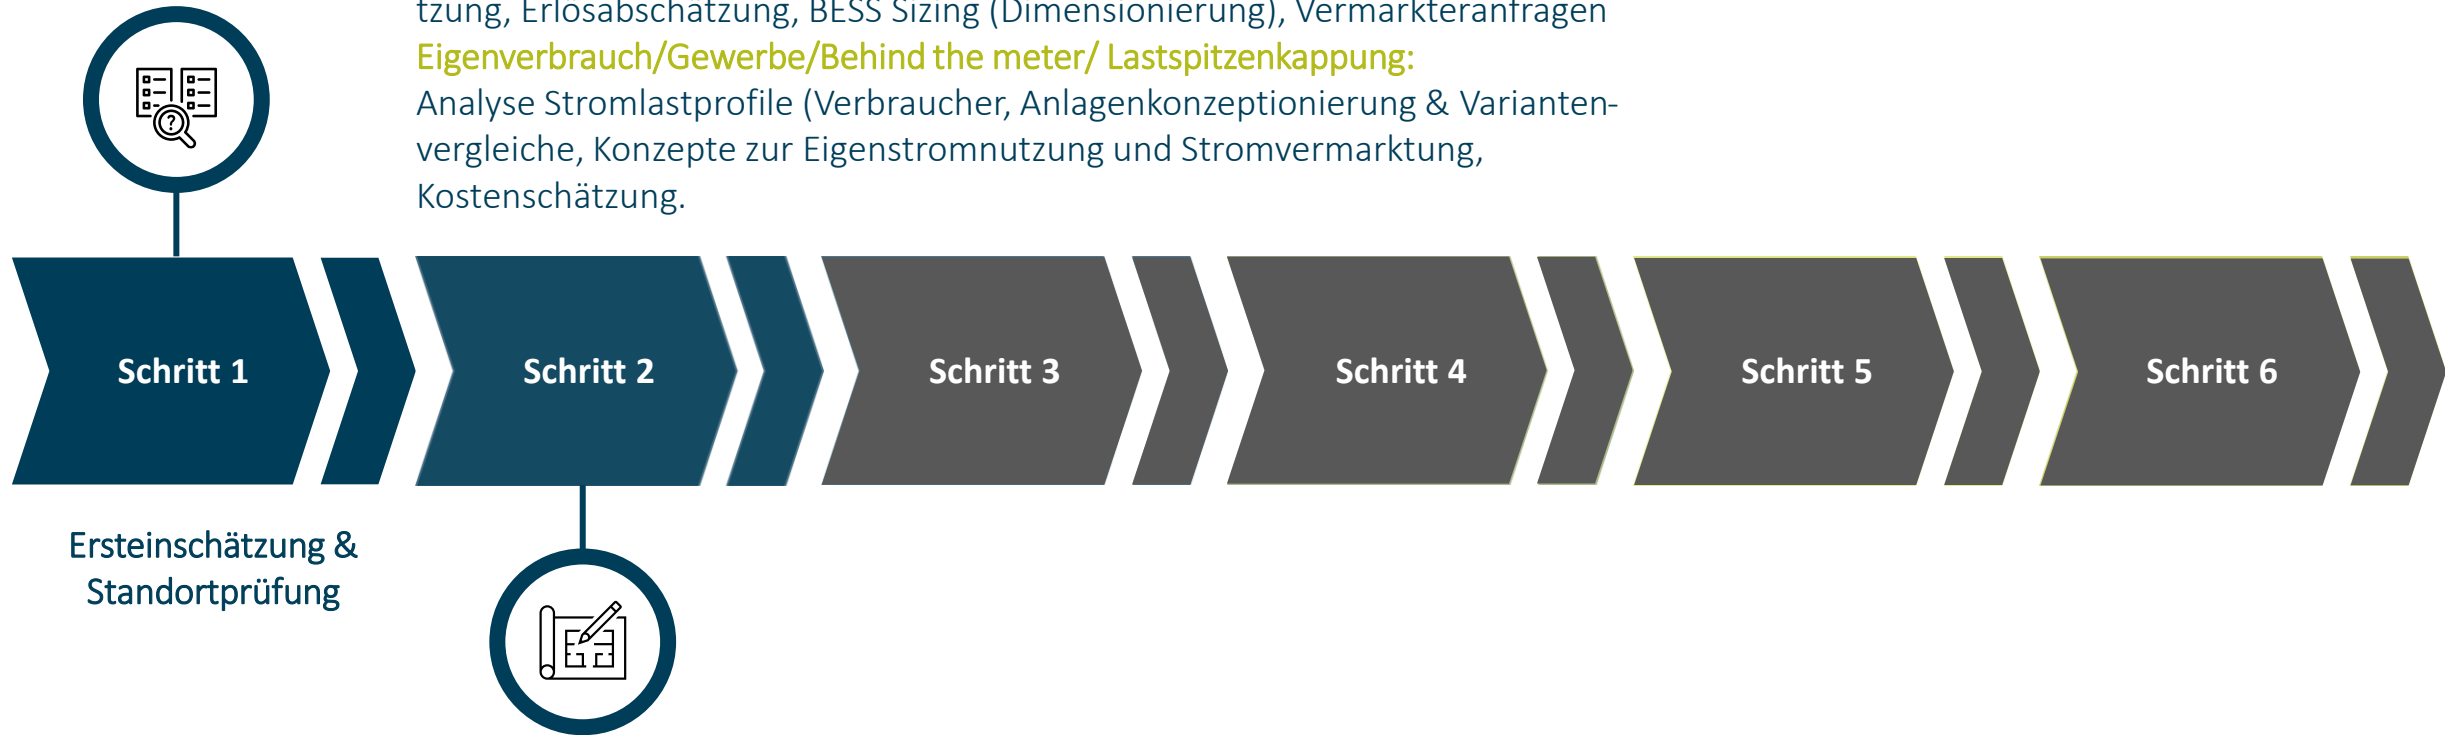 tzung, Erlösabschätzung, BESS Sizing (Dimensionierung), Vermarkteranfragen
Eigenverbrauch/Gewerbe/Behind the meter/ Lastspitzenkappung:
Analyse Stromlastprofile (Verbraucher, Anlagenkonzeptionierung & Varianten-
vergleiche, Konzepte zur Eigenstromnutzung und Stromvermarktung,
Kostenschätzung.
Schritt 1
Schritt 2
Schritt 3
Schritt 4
Schritt 5
Schritt 6
Ersteinschätzung &
Standortprüfung